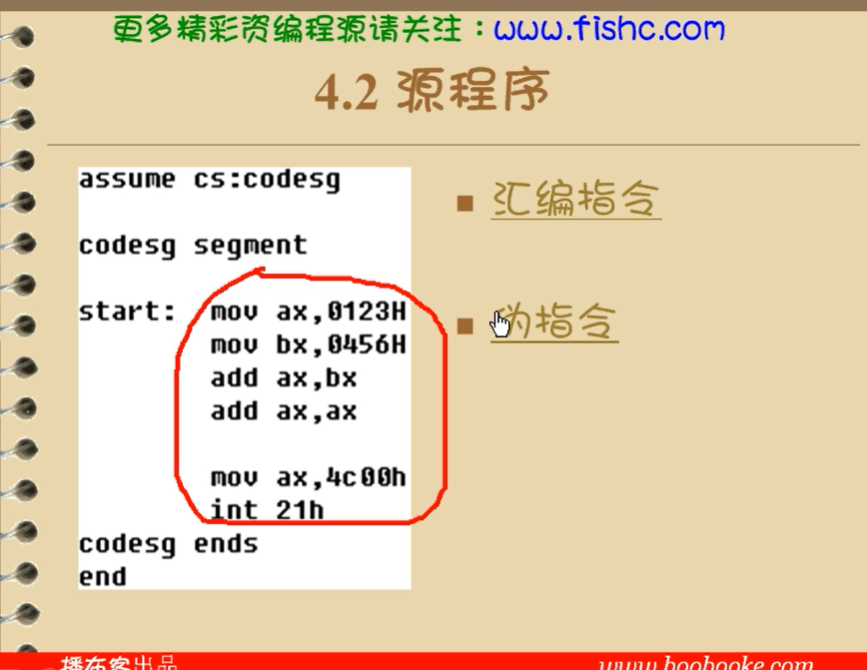 更多精彩资编程源请关注：www.fishc.com
4.2 源程序
assume cs:codesg
codesg segment
start: mov ax,0123H
mov bx,0456H
add ax,bx
add ax,ax
mov ax,4c00h
int 21h
codesg ends
end
汇编指令
伪指令
播布客出品
www.boobooke.com